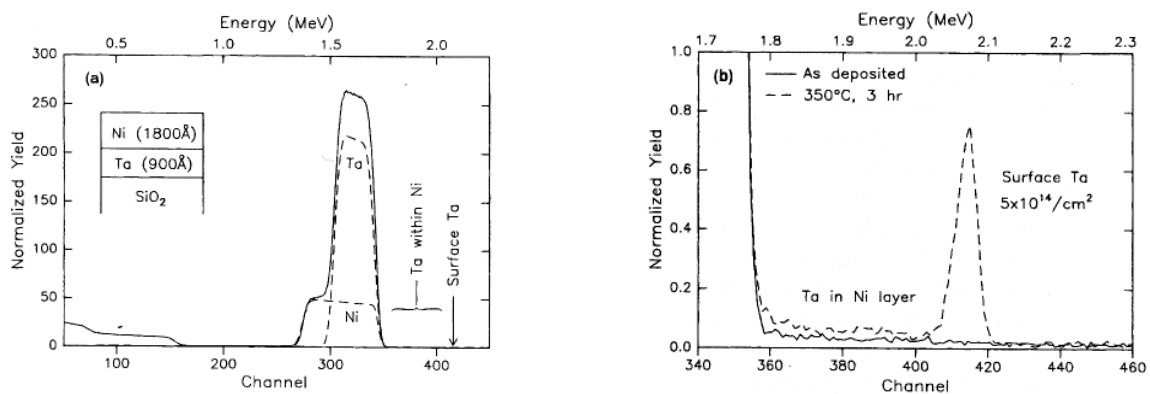 Energy (MeV)
0.5 1.0 1.5 2.0
300
250
200
150
100
50
0
Normalized Yield
(a)
Ni (1800Å)
Ta (900Å)
SiO2
Ta
Ni
Ta within Ni
Surface Ta
100 200 300 400
Channel
Energy (MeV)
1.7 1.8 1.9 2.0 2.1 2.2 2.3
1.0
0.8
0.6
0.4
0.2
0.0
Normalized Yield
(b)
As deposited
350°C, 3 hr
Surface Ta
5x10^14/cm^2
Ta in Ni layer
340 360 380 400 420 440 460
Channel